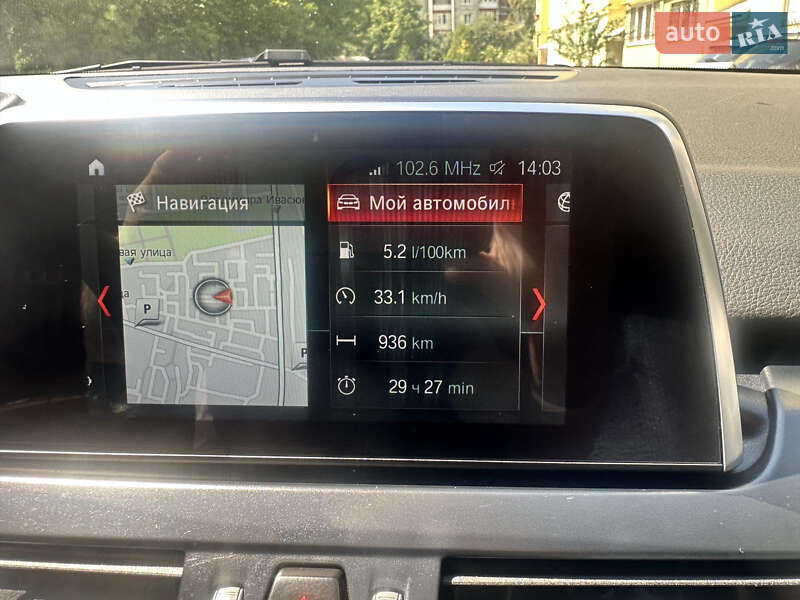 auto RIA .com
102.6 MHz 14:03
Навигация
Мой автомобил
вая улица
P
P
5.2 l/100km
33.1 km/h
936 km
29 ч 27 min